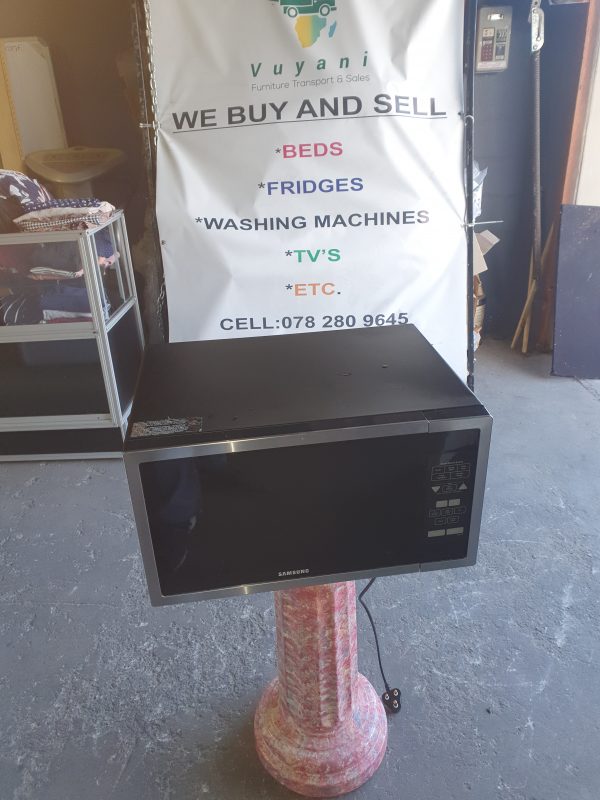 Vuyani
Furniture Transport & Sales
WE BUY AND SELL
*BEDS
*FRIDGES
*WASHING MACHINES
*TV'S
*ETC.
CELL:078 280 9645
SAMSUNG